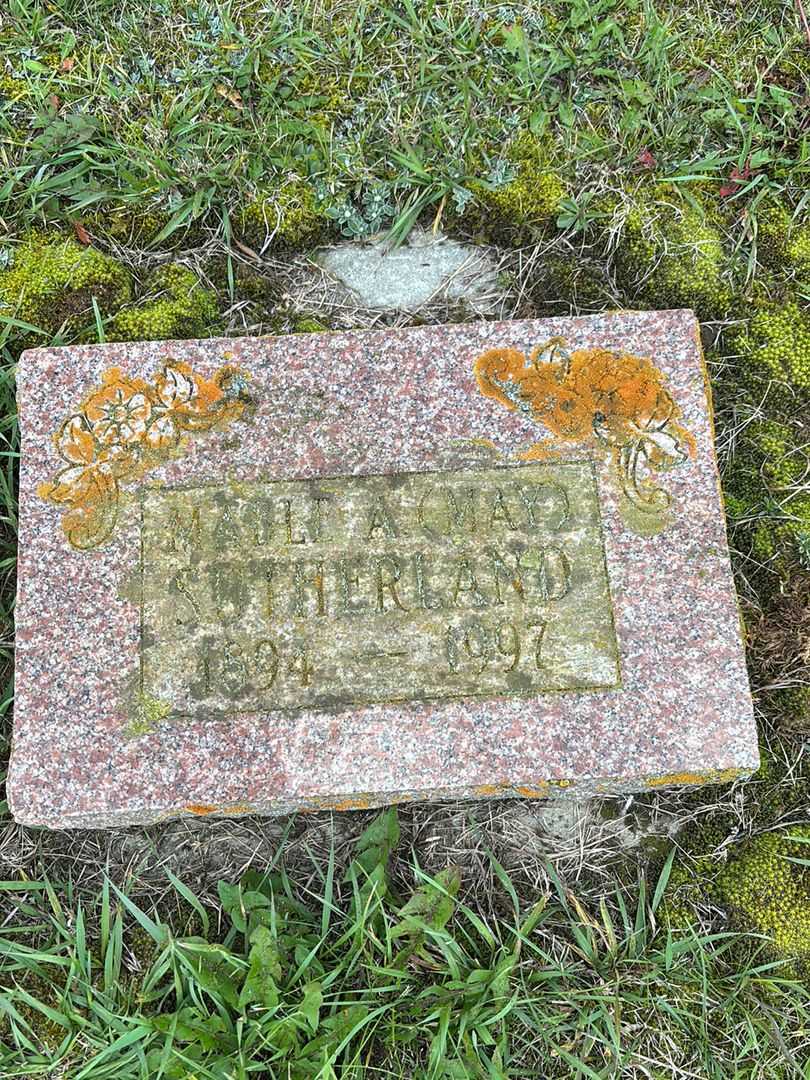 MABLE A (MAY)
SUTHERLAND
1894 — 1997